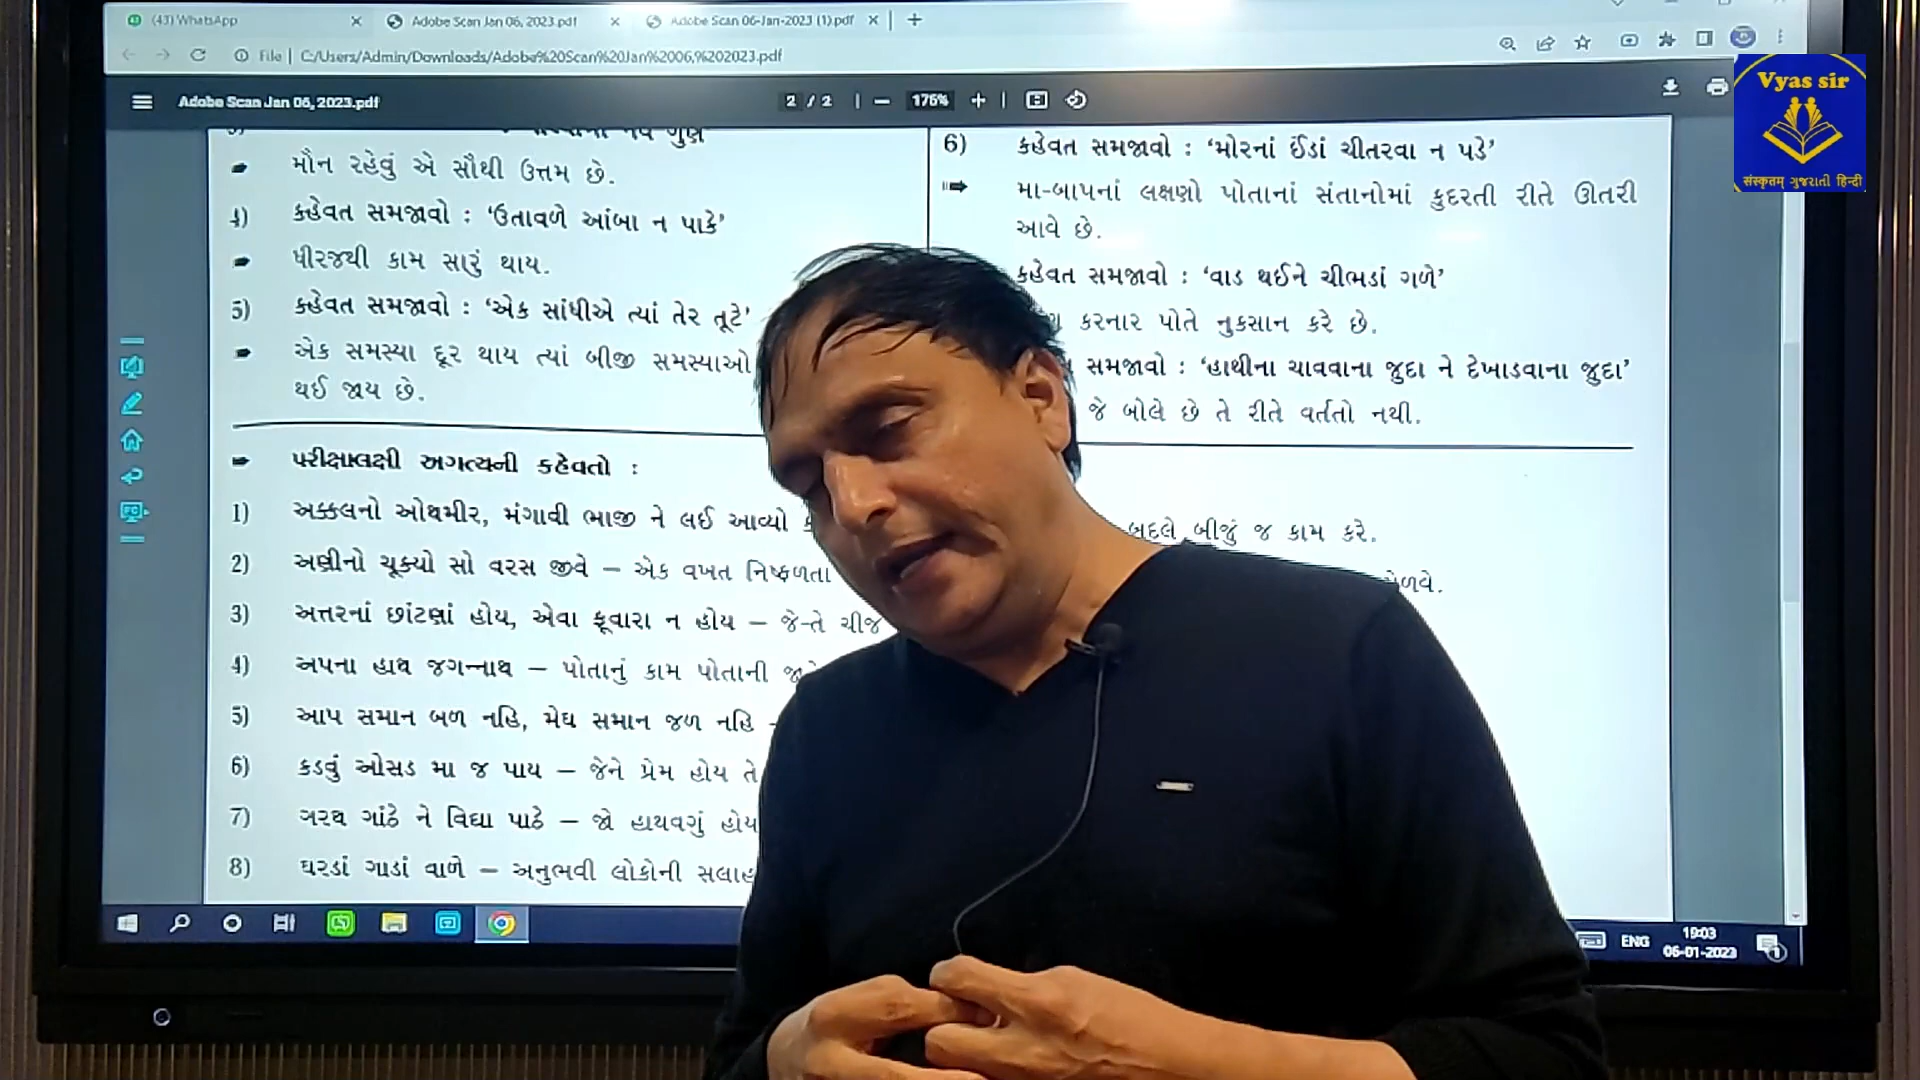 (43) WhatsApp
Adobe Scan Jan 06, 2023.pdf
Adobe Scan 06-Jan-2023 (1).pdf
File | C:/Users/Admin/Downloads/Adobe%20Scan%20Jan%2006,%202023.pdf
Adobe Scan Jan 06, 2023.pdf
2 / 2
176%
Vyas sir
संस्कृतम् गुजराती हिन्दी
ગુણ
મૌન રહેવું એ સૌથી ઉત્તમ છે.
4) કહેવત સમજાવો : ‘ઉતાવળે આંબા ન પાકે’
ધીરજથી કામ સારું થાય.
5) કહેવત સમજાવો : ‘એક સાંધીએ ત્યાં તેર તૂટે’
એક સમસ્યા દૂર થાય ત્યાં બીજી સમસ્યાઓ
થઈ જાય છે.
6) કહેવત સમજાવો : ‘મોરનાં ઈંડાં ચીતરવા ન પડે’
મા-બાપનાં લક્ષણો પોતાનાં સંતાનોમાં કુદરતી રીતે ઊતરી
આવે છે.
કહેવત સમજાવો : ‘વાડ થઈને ચીભડાં ગળે’
કરનાર પોતે નુકસાન કરે છે.
સમજાવો : ‘હાથીના ચાવવાના જુદા ને દેખાડવાના જુદા’
જે બોલે છે તે રીતે વર્તતો નથી.
પરીક્ષાલક્ષી અગત્યની કહેવતો :
1) અક્કલનો ઓથમીર, મંગાવી ભાજી ને લઈ આવ્યો બદલે બીજું જ કામ કરે.
2) અણીનો ચૂક્યો સો વરસ જીવે – એક વખત નિષ્ફળતા
3) અત્તરનાં છાંટણાં હોય, એવા ફૂવારા ન હોય – જે-તે ચીજ
4) અપના હાથ જગન્નાથ – પોતાનું કામ પોતાની
5) આપ સમાન બળ નહિ, મેઘ સમાન જળ નહિ
6) કડવું ઓસડ મા જ પાય – જેને પ્રેમ હોય તે
7) ગરથ ગાંઠે ને વિદ્યા પાઠે – જો હાથવગું હોય
8) ઘરડાં ગાડાં વાળે – અનુભવી લોકોની સલાહ
ENG
19:03
06-01-2023